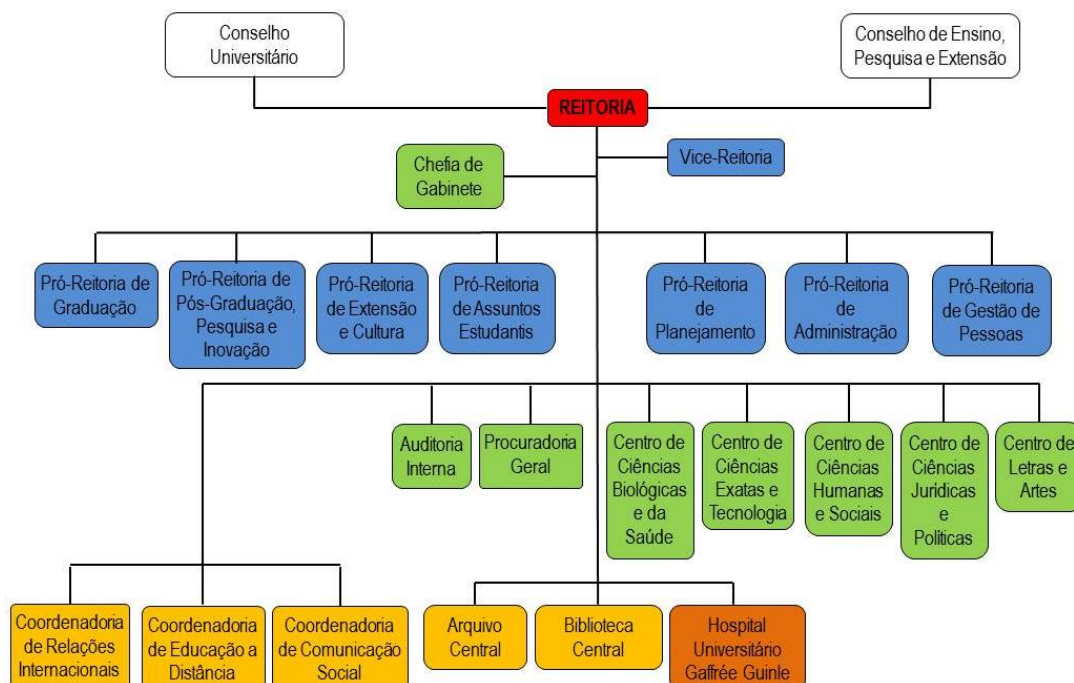 Conselho
Universitário
Conselho de Ensino,
Pesquisa e Extensão
REITORIA
Vice-Reitoria
Chefia de
Gabinete
Pró-Reitoria de
Graduação
Pró-Reitoria de
Pós-Graduação,
Pesquisa e
Inovação
Pró-Reitoria
de Extensão
e Cultura
Pró-Reitoria
de Assuntos
Estudantis
Pró-Reitoria
de
Planejamento
Pró-Reitoria
de
Administração
Pró-Reitoria
de Gestão de
Pessoas
Auditoria
Interna
Procuradoria
Geral
Centro de
Ciências
Biológicas
e da
Saúde
Centro de
Ciências
Exatas e
Tecnologia
Centro de
Ciências
Humanas
e Sociais
Centro de
Ciências
Jurídicas
e
Políticas
Centro de
Letras e
Artes
Coordenadoria
de Relações
Internacionais
Coordenadoria
de Educação a
Distância
Coordenadoria
de Comunicação
Social
Arquivo
Central
Biblioteca
Central
Hospital
Universitário
Gaffrée Guinle